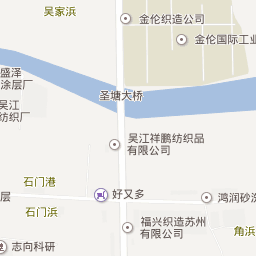 吴家浜
金伦织造公司
金伦国际工业
盛泽
涂层厂
圣塘大桥
吴江
纺织厂
吴江祥鹏纺织品
有限公司
石门港
层
好又多
鸿润砂洗
石门浜
福兴织造苏州
有限公司
角浜
志向科研